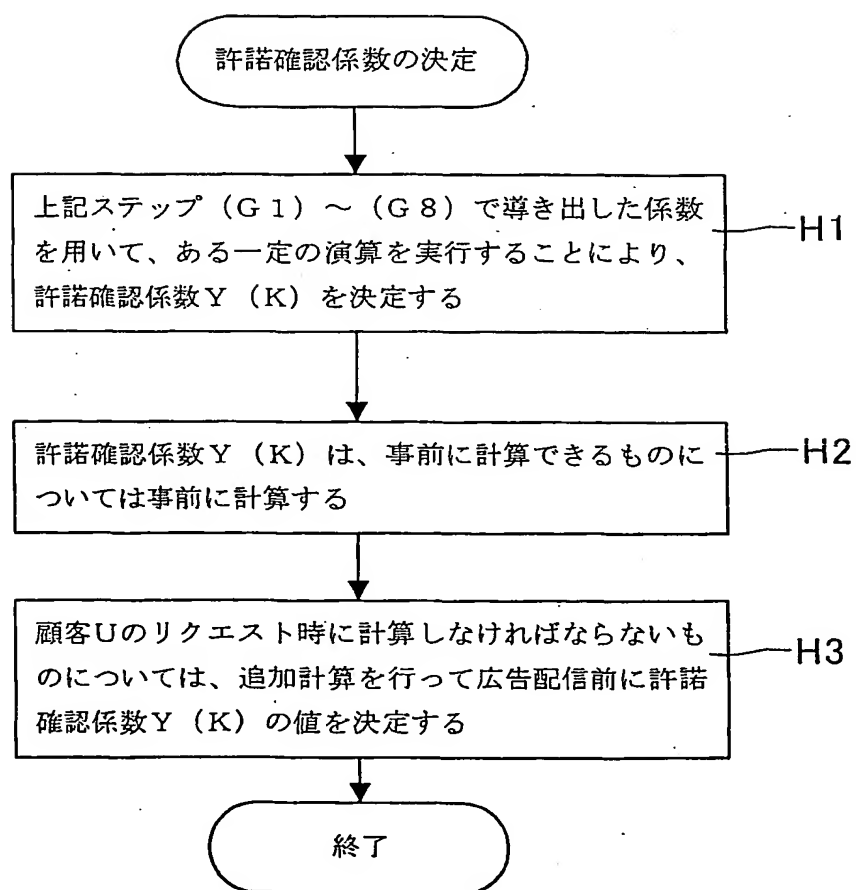 許諾確認係数の決定
上記ステップ（G1）～（G8）で導き出した係数
を用いて、ある一定の演算を実行することにより、
許諾確認係数Y（K）を決定する
H1
許諾確認係数Y（K）は、事前に計算できるものに
ついては事前に計算する
H2
顧客Uのリクエスト時に計算しなければならないも
のについては、追加計算を行って広告配信前に許諾
確認係数Y（K）の値を決定する
H3
終了